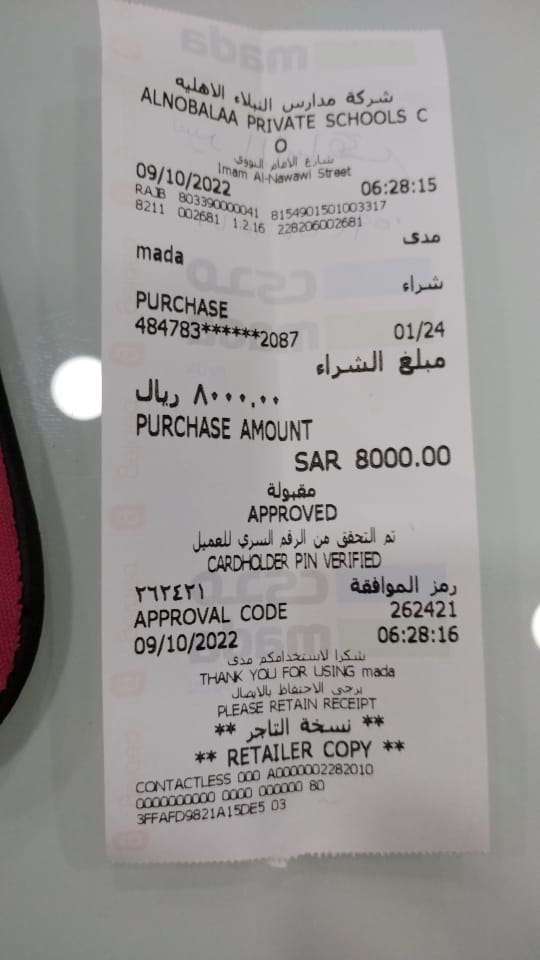 شركة مدارس النبلاء الاهليه
ALNOBALAA PRIVATE SCHOOLS C
O
شارع الامام النووي
Imam Al-Nawawi Street
09/10/2022 06:28:15
RAJB 803390000041 8154901501003317
8211 002681 1.2.16 228206002681
مدى
mada
شراء
PURCHASE
484783******2087 01/24
مبلغ الشراء
٨٠٠٠.٠٠ ريال
PURCHASE AMOUNT
SAR 8000.00
مقبولة
APPROVED
تم التحقق من الرقم السري للعميل
CARDHOLDER PIN VERIFIED
رمز الموافقة ٢٦٢٤٢١
APPROVAL CODE 262421
09/10/2022 06:28:16
شكرا لاستخدامكم مدى
THANK YOU FOR USING mada
يرجى الاحتفاظ بالايصال
PLEASE RETAIN RECEIPT
** نسخة التاجر **
** RETAILER COPY **
CONTACTLESS 000 A0000002282010
0000000000 0000 000000 80
3FFAFD9821A15DE5 03